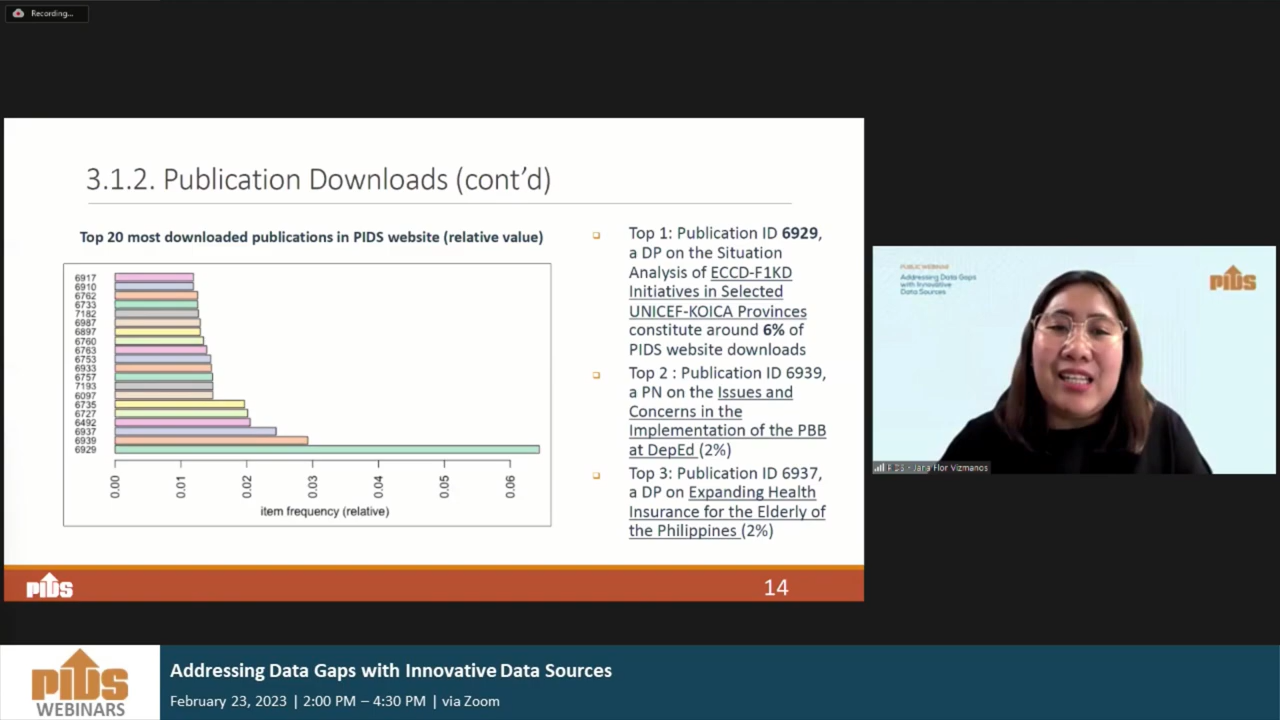 Recording...
3.1.2. Publication Downloads (cont’d)
Top 20 most downloaded publications in PIDS website (relative value)
6917
6910
6762
6733
7182
6987
6897
6760
6763
6753
6933
6757
7193
6097
6735
6727
6492
6937
6939
6929
0.00
0.01
0.02
0.03
0.04
0.05
0.06
item frequency (relative)
Top 1: Publication ID 6929,
a DP on the Situation
Analysis of ECCD-F1KD
Initiatives in Selected
UNICEF-KOICA Provinces
constitute around 6% of
PIDS website downloads
Top 2 : Publication ID 6939,
a PN on the Issues and
Concerns in the
Implementation of the PBB
at DepEd (2%)
Top 3: Publication ID 6937,
a DP on Expanding Health
Insurance for the Elderly of
the Philippines (2%)
PIDS
14
PUBLIC WEBINAR
Addressing Data Gaps
with Innovative
Data Sources
PIDS
PIDS - Jana Flor Vizmanos
PIDS
WEBINARS
Addressing Data Gaps with Innovative Data Sources
February 23, 2023 | 2:00 PM – 4:30 PM | via Zoom